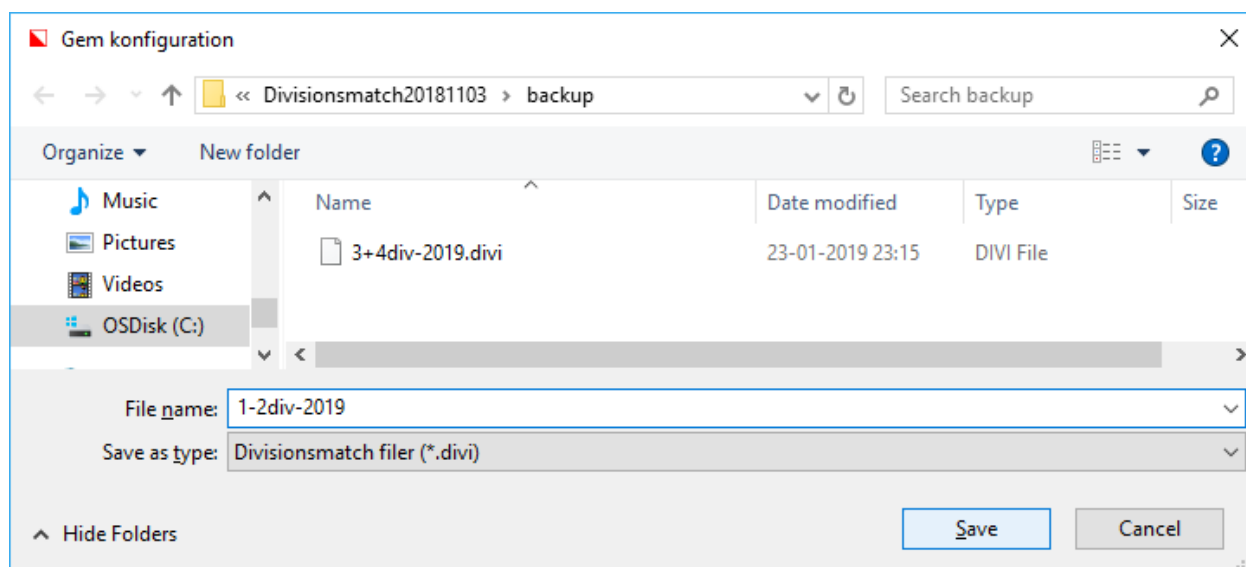 Gem konfiguration
« Divisionsmatch20181103 › backup Search backup
Organize New folder ?
Music Name Date modified Type Size
Pictures 3+4div-2019.divi 23-01-2019 23:15 DIVI File
Videos
OSDisk (C:)
File name: 1-2div-2019
Save as type: Divisionsmatch filer (*.divi)
Hide Folders Save Cancel